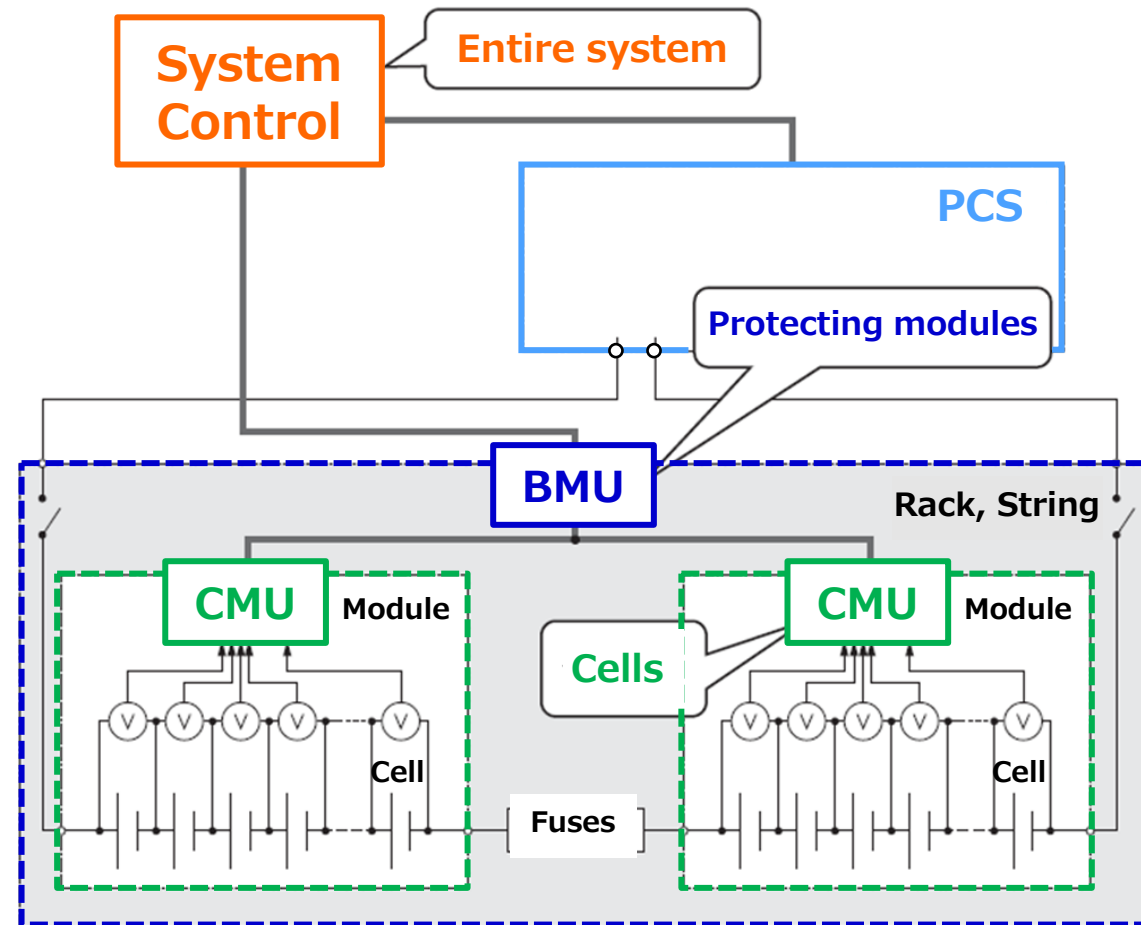 System
Control
Entire system
PCS
Protecting modules
BMU
Rack, String
CMU
Module
CMU
Module
Cells
V
V
V
V
V
V
V
V
V
V
Cell
Cell
Fuses